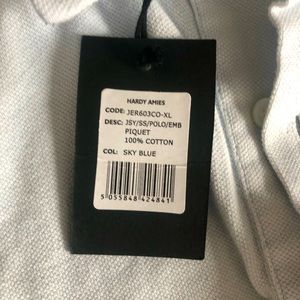 HARDY AMIES
CODE: JER603CO-XL
DESC: JSY/SS/POLO/EMB
PIQUET
100% COTTON
COL: SKY BLUE
5 055848 424841